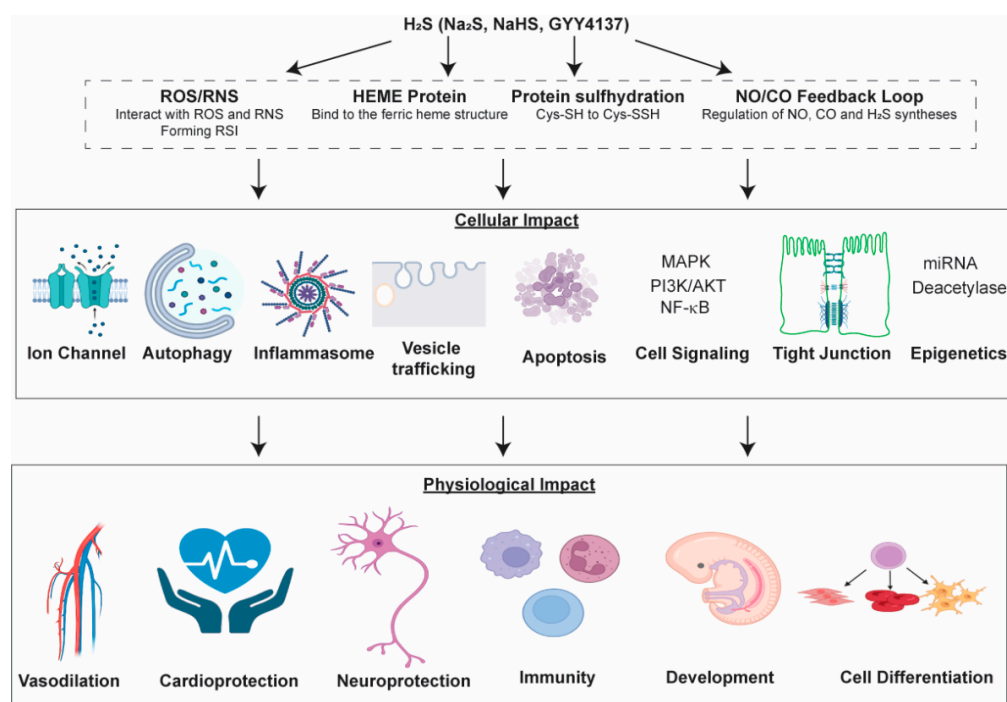 H₂S (Na₂S, NaHS, GYY4137)
ROS/RNS
Interact with ROS and RNS
Forming RSI
HEME Protein
Bind to the ferric heme structure
Protein sulfhydration
Cys-SH to Cys-SSH
NO/CO Feedback Loop
Regulation of NO, CO and H₂S syntheses
Cellular Impact
Ion Channel
Autophagy
Inflammasome
Vesicle
trafficking
Apoptosis
MAPK
PI3K/AKT
NF-κB
Cell Signaling
Tight Junction
miRNA
Deacetylase
Epigenetics
Physiological Impact
Vasodilation
Cardioprotection
Neuroprotection
Immunity
Development
Cell Differentiation